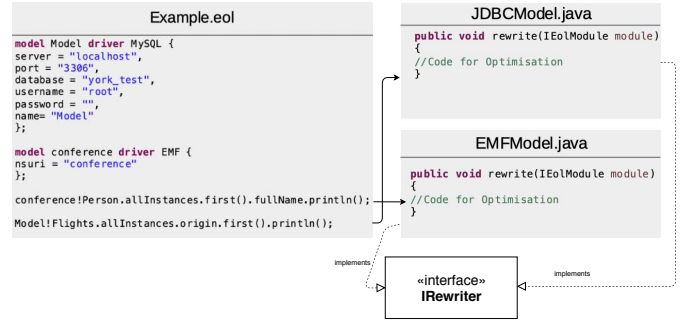 Example.eol
model Model driver MySQL {
server = "localhost",
port = "3306",
database = "york_test",
username = "root",
password = "",
name= "Model"
};
model conference driver EMF {
nsuri = "conference"
};
conference!Person.allInstances.first().fullName.println();
Model!Flights.allInstances.origin.first().println();
JDBCModel.java
public void rewrite(IEolModule module)
{
//Code for Optimisation
}
EMFModel.java
public void rewrite(IEolModule module)
{
//Code for Optimisation
}
implements
implements
«interface»
IRewriter